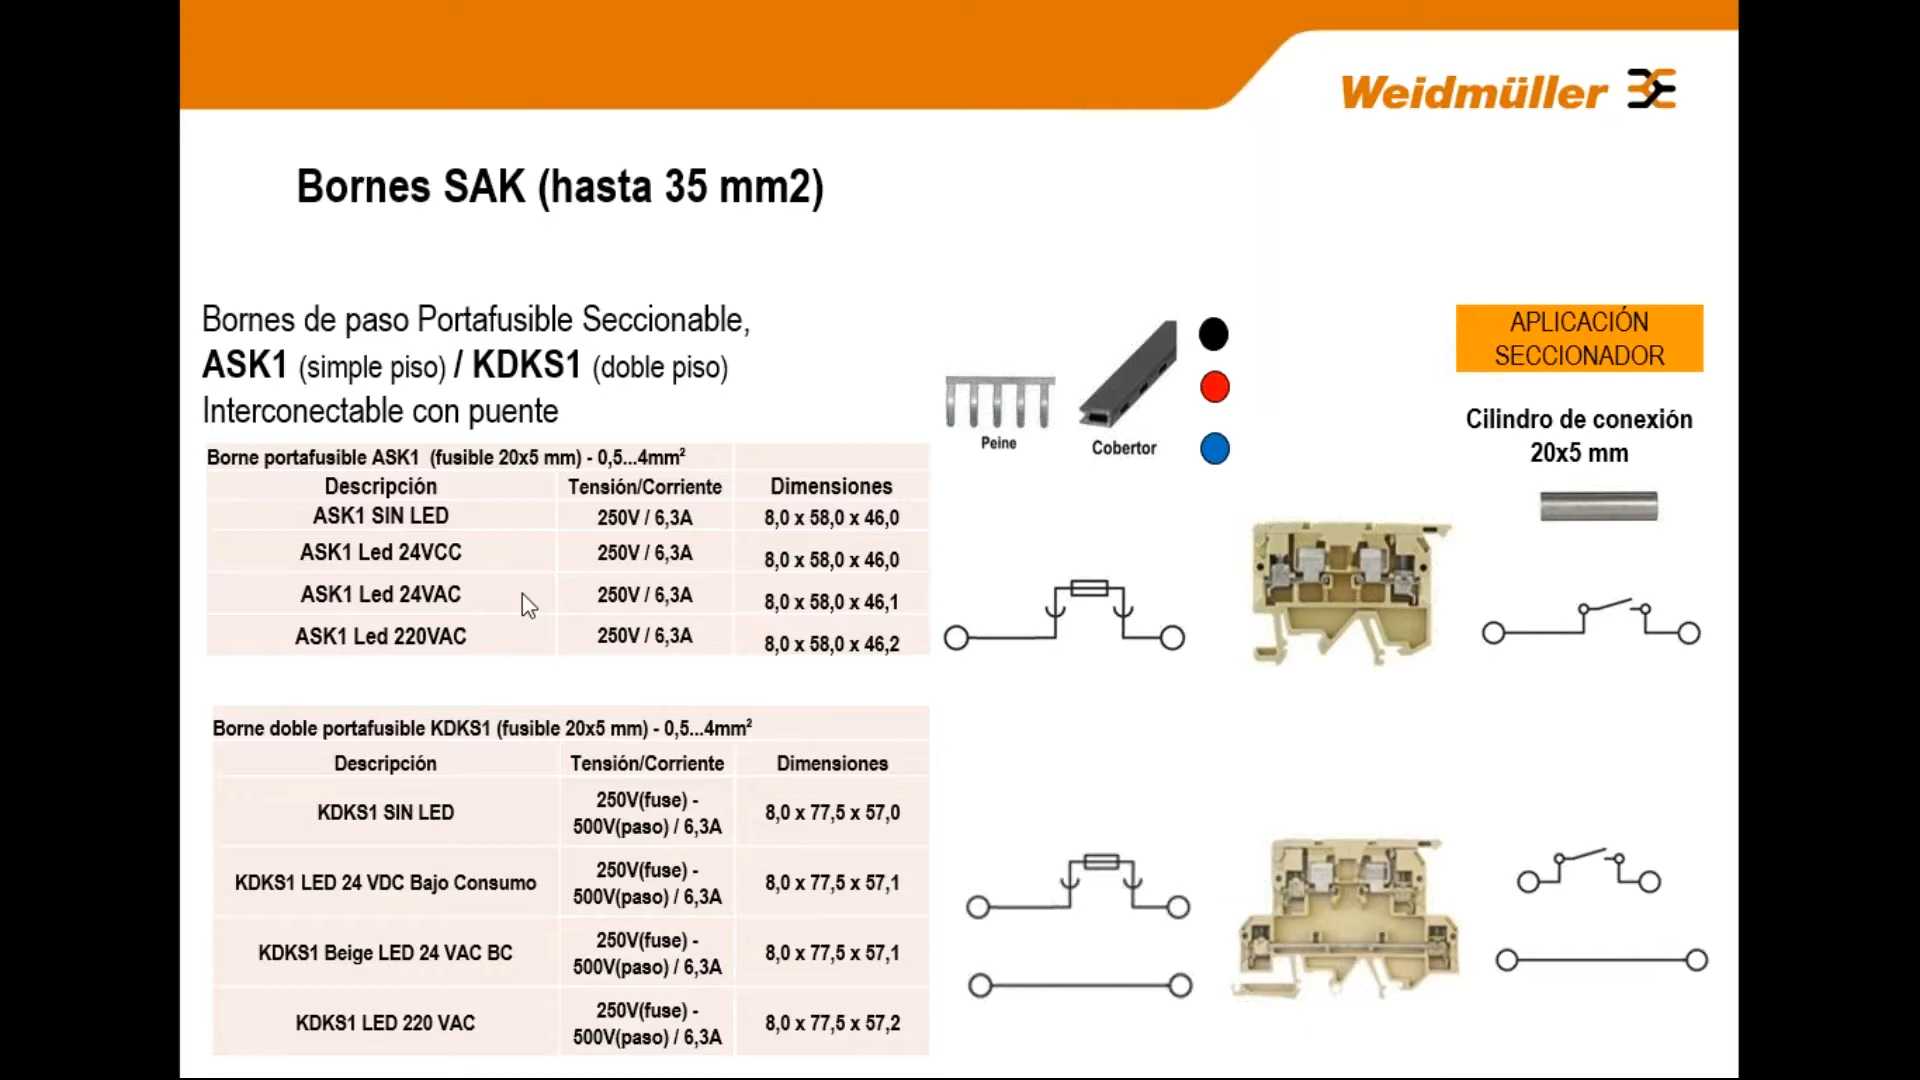 Weidmüller
Bornes SAK (hasta 35 mm2)
Bornes de paso Portafusible Seccionable,
ASK1 (simple piso) / KDKS1 (doble piso)
Interconectable con puente
Peine
Cobertor
APLICACIÓN
SECCIONADOR
Cilindro de conexión
20x5 mm
Borne portafusible ASK1 (fusible 20x5 mm) - 0,5...4mm²
Descripción Tensión/Corriente Dimensiones
ASK1 SIN LED 250V / 6,3A 8,0 x 58,0 x 46,0
ASK1 Led 24VCC 250V / 6,3A 8,0 x 58,0 x 46,0
ASK1 Led 24VAC 250V / 6,3A 8,0 x 58,0 x 46,1
ASK1 Led 220VAC 250V / 6,3A 8,0 x 58,0 x 46,2
Borne doble portafusible KDKS1 (fusible 20x5 mm) - 0,5...4mm²
Descripción Tensión/Corriente Dimensiones
KDKS1 SIN LED 250V(fuse) - 500V(paso) / 6,3A 8,0 x 77,5 x 57,0
KDKS1 LED 24 VDC Bajo Consumo 250V(fuse) - 500V(paso) / 6,3A 8,0 x 77,5 x 57,1
KDKS1 Beige LED 24 VAC BC 250V(fuse) - 500V(paso) / 6,3A 8,0 x 77,5 x 57,1
KDKS1 LED 220 VAC 250V(fuse) - 500V(paso) / 6,3A 8,0 x 77,5 x 57,2